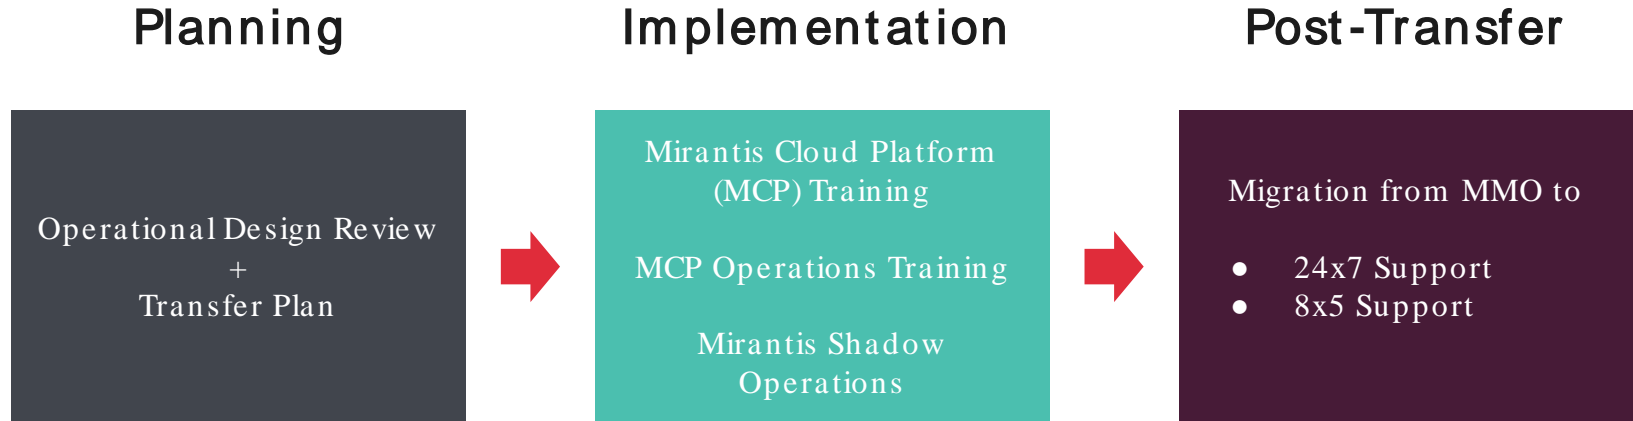 Planning
Operational Design Review
+
Transfer Plan
Implementation
Mirantis Cloud Platform
(MCP) Training
MCP Operations Training
Mirantis Shadow
Operations
Post-Transfer
Migration from MMO to
● 24x7 Support
● 8x5 Support